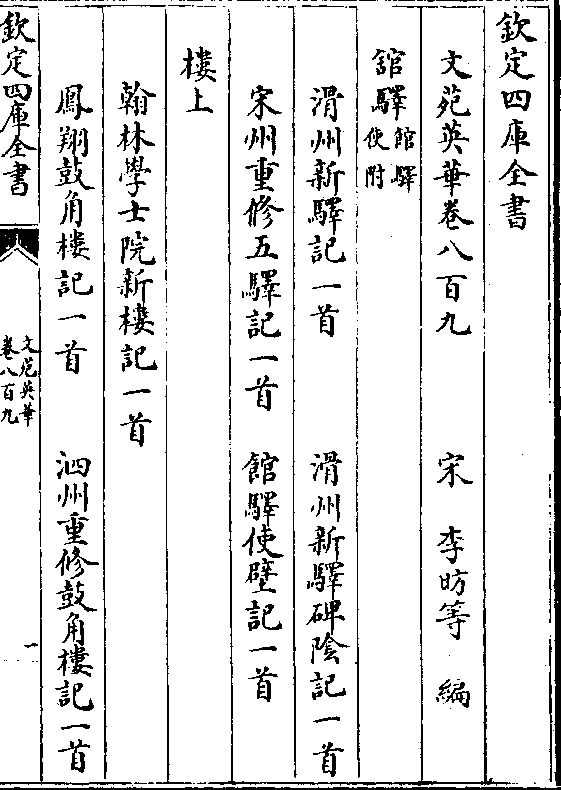 欽定四庫全書
文苑英華卷八百九　宋　李昉等　編
舘驛館驛使附
滑州新驛記一首　滑州新驛碑陰記一首
宋州重修五驛記一首　館驛使壁記一首
樓上
翰林學士院新樓記一首
鳳翔鼓角樓記一首　泗州重修鼓角樓記一首
欽定四庫全書
文苑英華
卷八百九
一